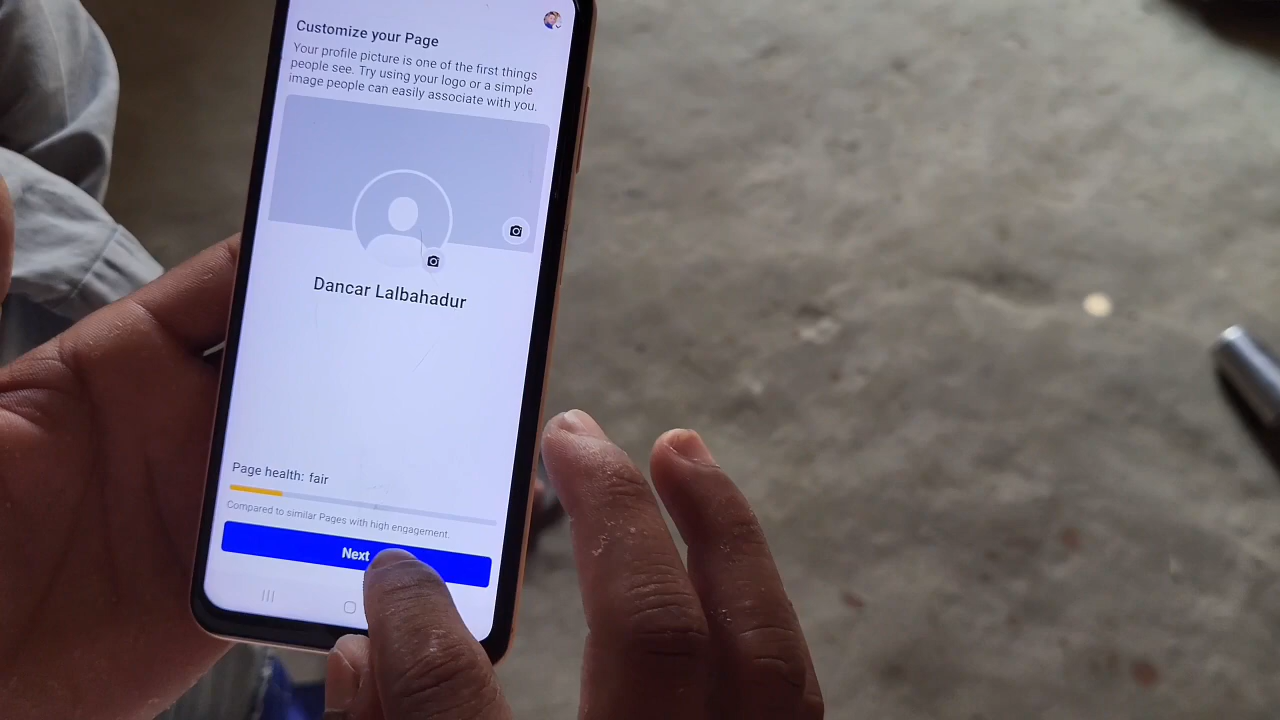 Customize your Page
Your profile picture is one of the first things
people see. Try using your logo or a simple
image people can easily associate with you.
Dancar Lalbahadur
Page health: fair
Compared to similar Pages with high engagement.
Next